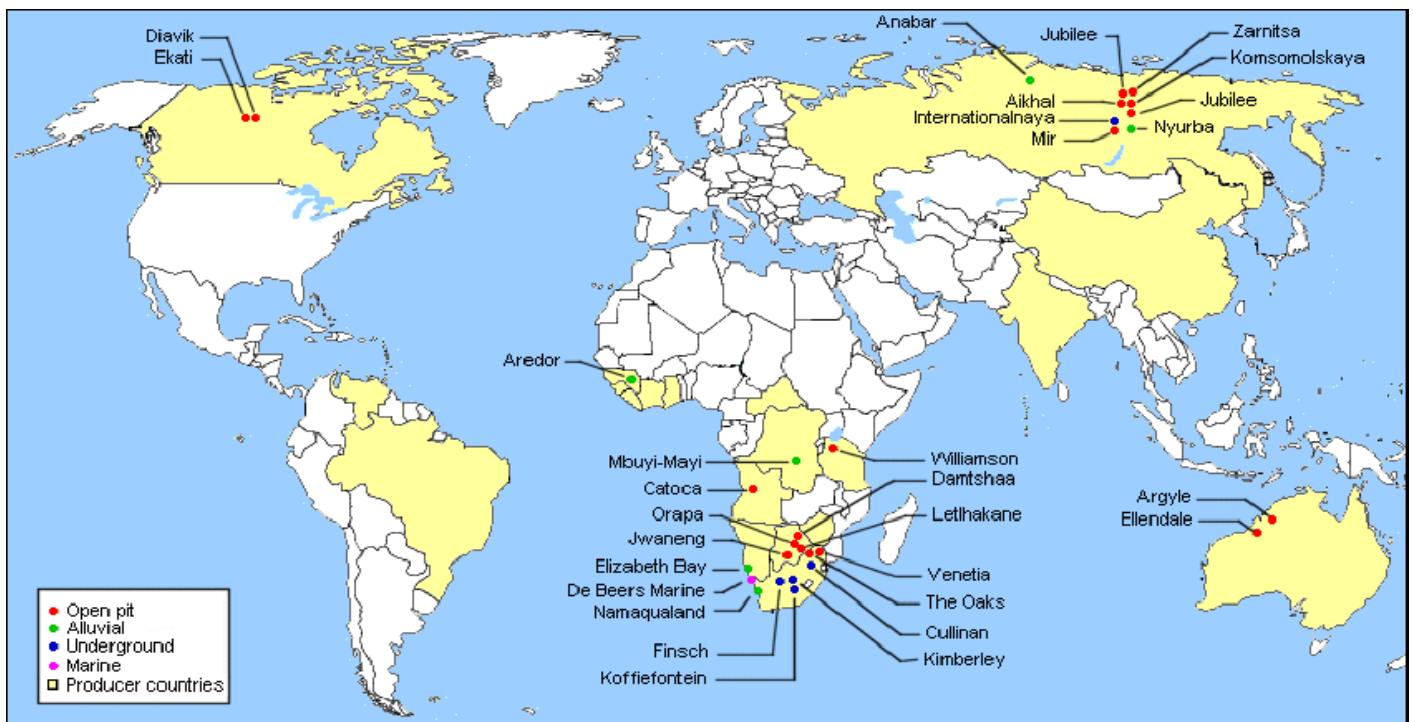 Diavik
Ekati
Anabar
Jubilee
Zarnitsa
Komsomolskaya
Aikhal
Jubilee
Internationalnaya
Nyurba
Mir
Aredor
Mbuyi-Mayi
Williamson
Catoca
Damtshaa
Orapa
Letlhakane
Argyle
Ellendale
Jwaneng
Elizabeth Bay
Venetia
De Beers Marine
The Oaks
Namaqualand
Cullinan
Finsch
Kimberley
Koffiefontein
Open pit
Alluvial
Underground
Marine
Producer countries